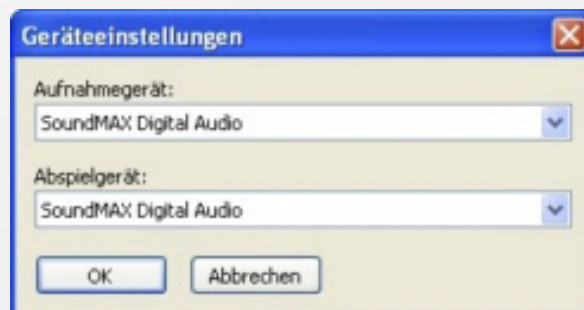 Geräteeinstellungen
Aufnahmegerät:
SoundMAX Digital Audio
Abspielgerät:
SoundMAX Digital Audio
OK
Abbrechen